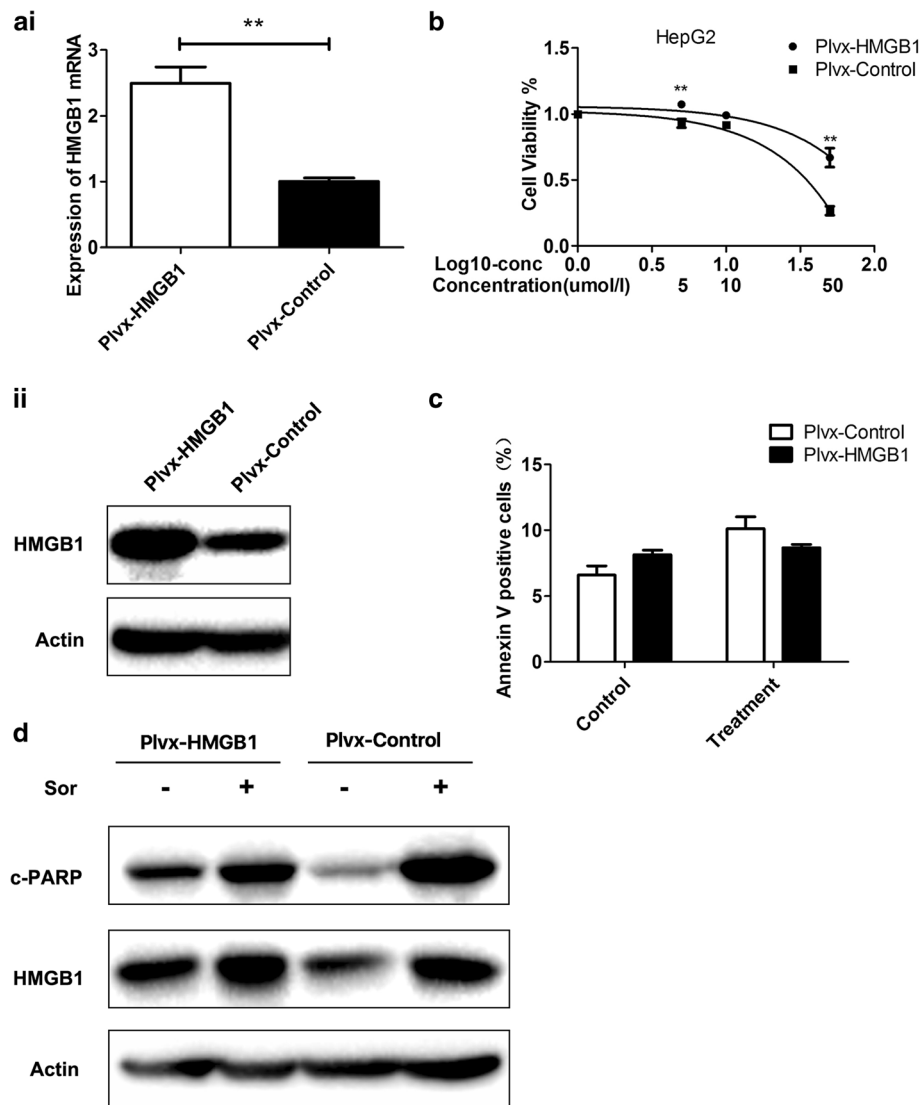 ai
**
Expression of HMGB1 mRNA
3
2
1
0
Plvx-HMGB1
Plvx-Control
b
HepG2
Plvx-HMGB1
Plvx-Control
**
**
Cell Viability %
1.5
1.0
0.5
0.0
Log10-conc 0.0 0.5 1.0 1.5 2.0
Concentration(umol/l) 5 10 50
ii
Plvx-HMGB1
Plvx-Control
HMGB1
Actin
c
Plvx-Control
Plvx-HMGB1
Annexin V positive cells (%)
15
10
5
0
Control
Treatment
d
Plvx-HMGB1 Plvx-Control
Sor - + - +
c-PARP
HMGB1
Actin